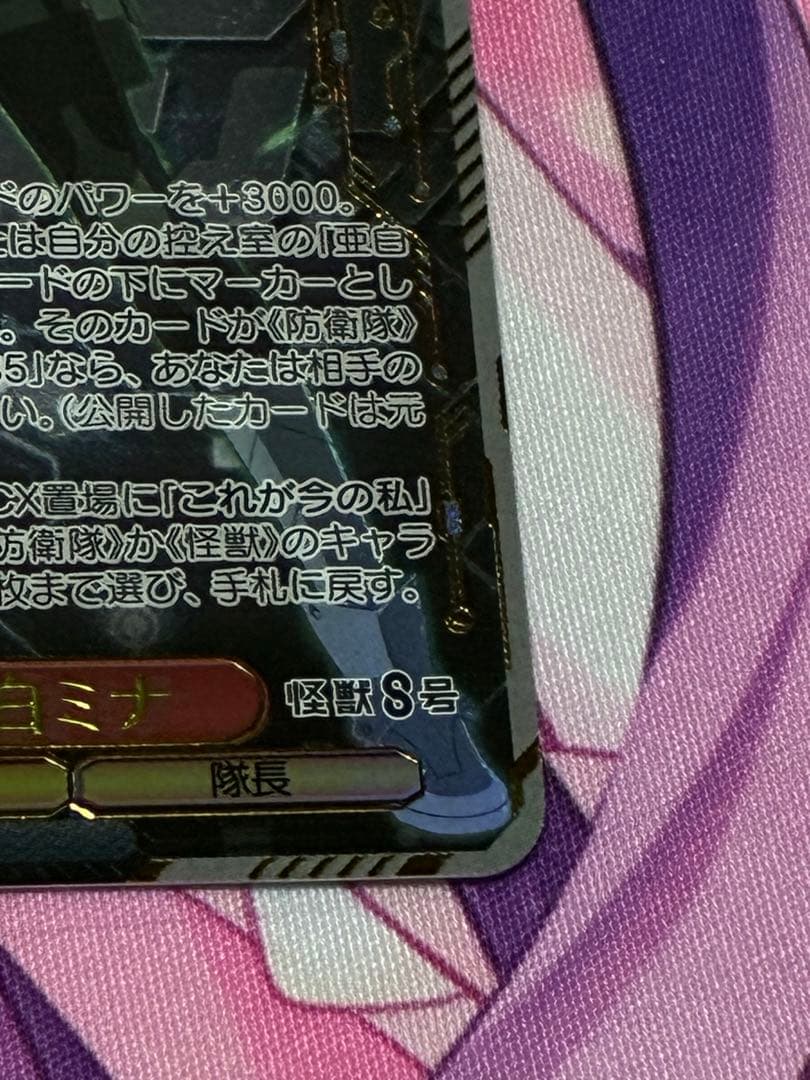 ドのパワーを+3000。
は自分の控え室の「亜白
ードの下にマーカーとし
。そのカードが《防衛隊》
5」なら、あなたは相手の
い。(公開したカードは元
CX置場に「これが今の私」
防衛隊》か《怪獣》のキャラ
枚まで選び、手札に戻す。
白ミナ
怪獣8号
隊長